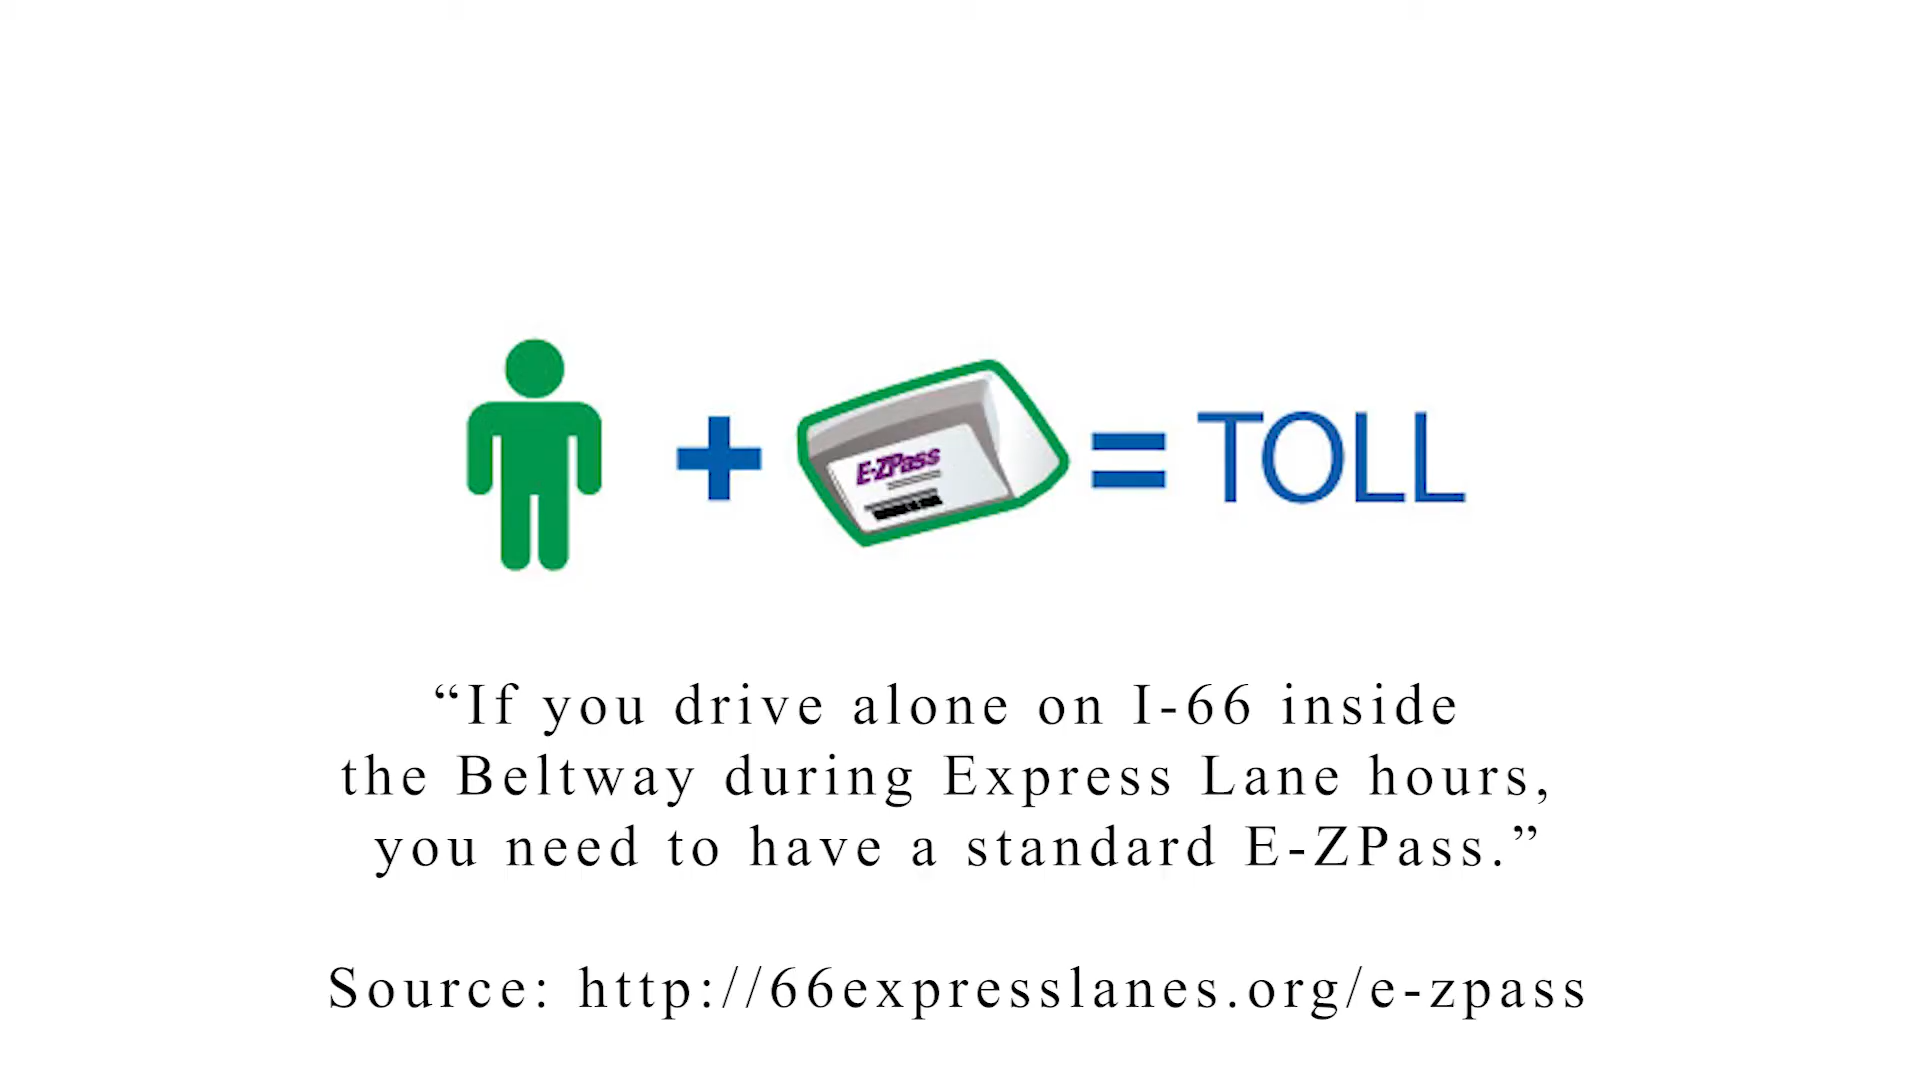 E-ZPass
+ = TOLL
“If you drive alone on I-66 inside
the Beltway during Express Lane hours,
you need to have a standard E-ZPass.”
Source: http://66expresslanes.org/e-zpass